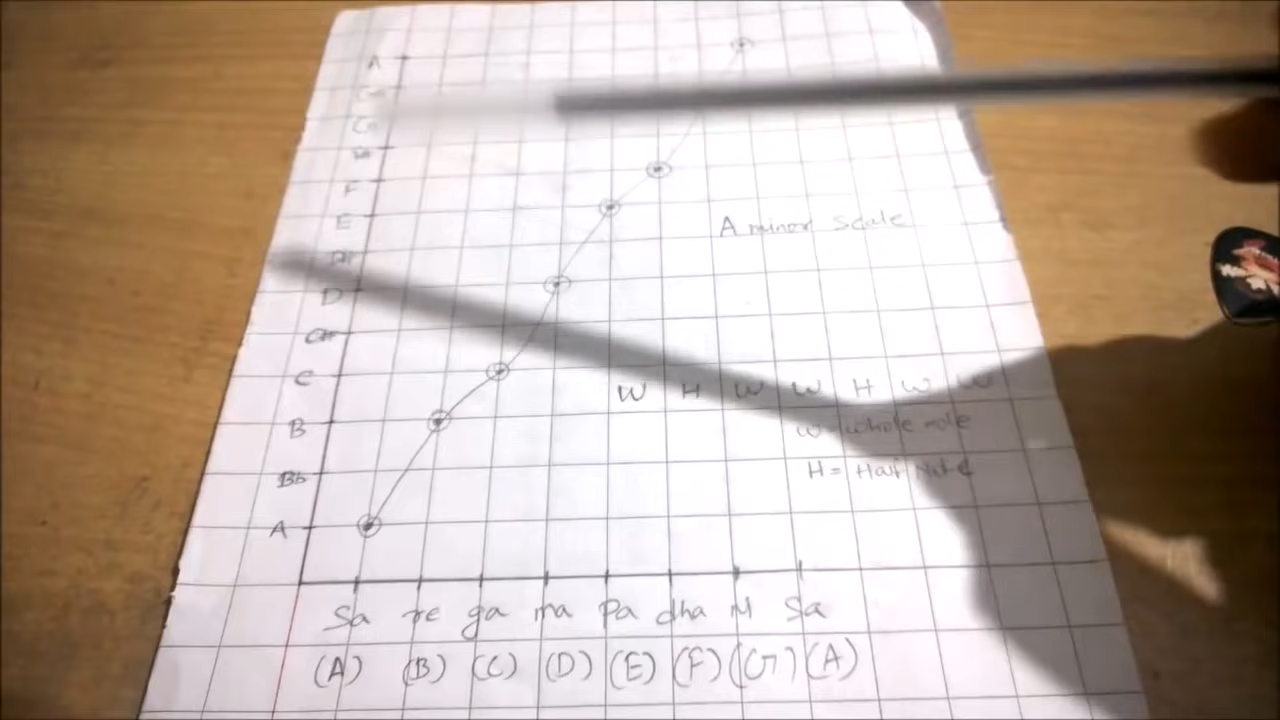 A
F
E
D
C
B
Bb
A
A minor Scale
W H W W H W W
W = whole note
H = Half Note
Sa re ga ma Pa dha Ni Sa
(A) (B) (C) (D) (E) (F) (G) (A)